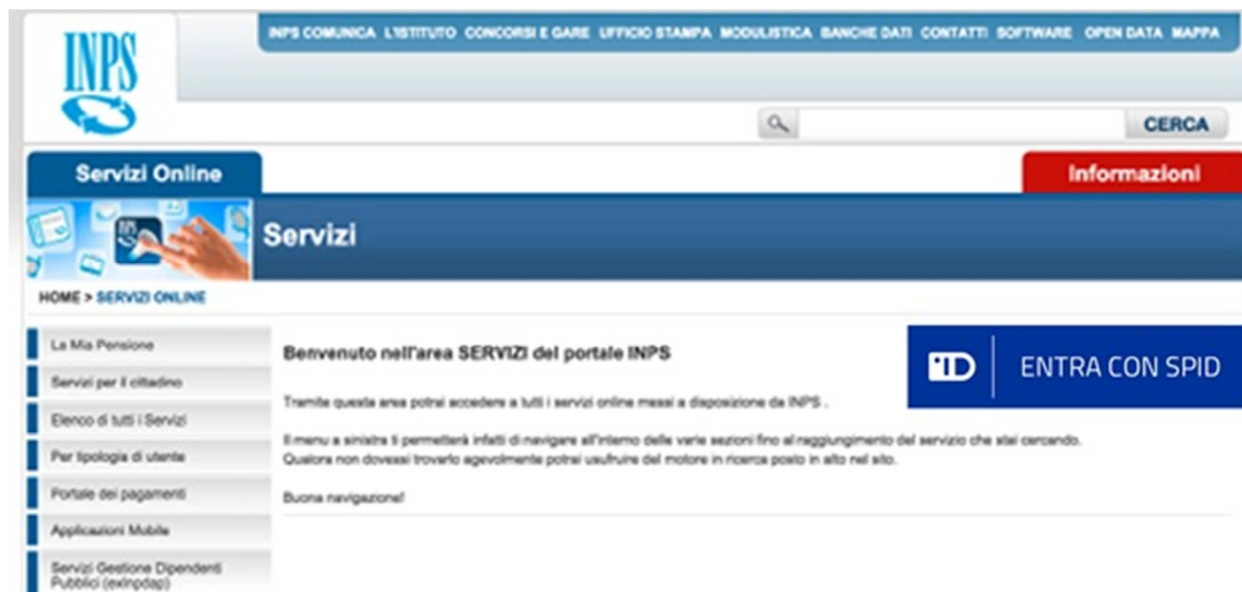 INPS
INPS COMUNICA L'ISTITUTO CONCORSI E GARE UFFICIO STAMPA MODULISTICA BANCHE DATI CONTATTI SOFTWARE OPEN DATA MAPPA
CERCA
Servizi Online
Informazioni
INPS
Servizi
HOME > SERVIZI ONLINE
La Mia Pensione
Servizi per il cittadino
Elenco di tutti i Servizi
Per tipologia di utente
Portale dei pagamenti
Applicazioni Mobile
Servizi Gestione Dipendenti
Pubblici (exInpdap)
Benvenuto nell'area SERVIZI del portale INPS
Tramite questa area potrai accedere a tutti i servizi online messi a disposizione da INPS .
Il menu a sinistra ti permetterà infatti di navigare all'interno delle varie sezioni fino al raggiungimento del servizio che stai cercando.
Qualora non dovessi trovarlo agevolmente potrai usufruire del motore in ricerca posto in alto nel sito.
Buona navigazione!
ENTRA CON SPID